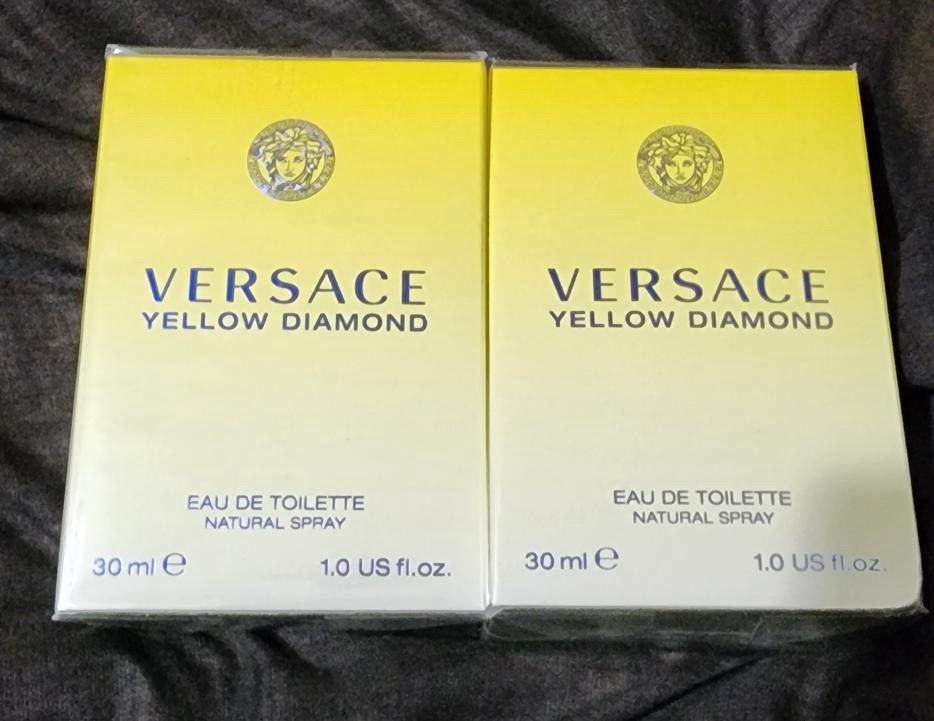 VERSACE
YELLOW DIAMOND
EAU DE TOILETTE
NATURAL SPRAY
30 ml e
1.0 US fl.oz.
VERSACE
YELLOW DIAMOND
EAU DE TOILETTE
NATURAL SPRAY
30 ml e
1.0 US fl.oz.